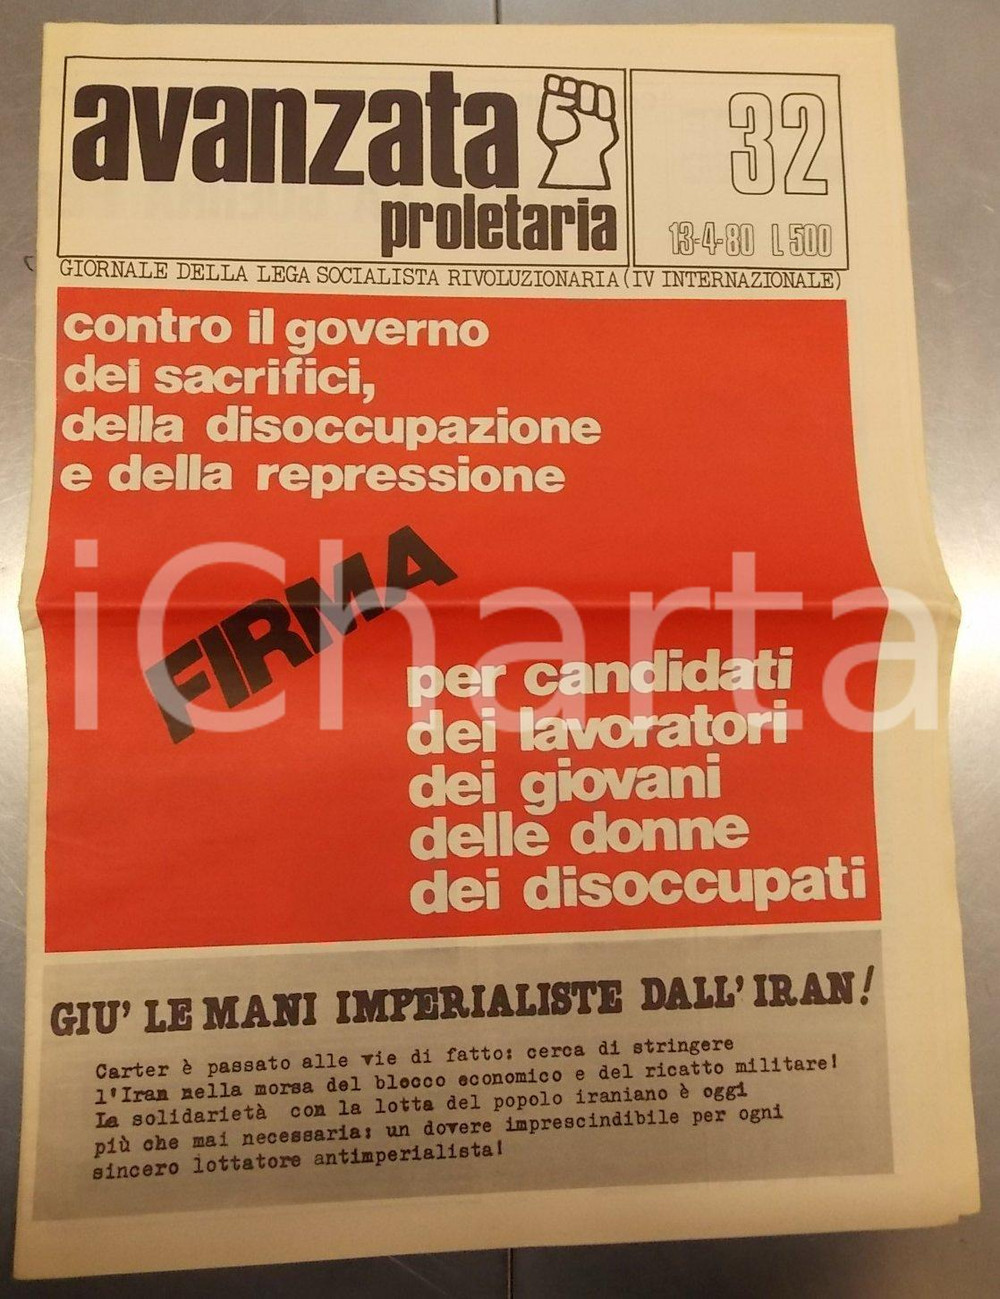 avanzata
proletaria
32
13-4-80 L 500
GIORNALE DELLA LEGA SOCIALISTA RIVOLUZIONARIA (IV INTERNAZIONALE)
contro il governo
dei sacrifici,
della disoccupazione
e della repressione
FIRMA
iCharta
per candidati
dei lavoratori
dei giovani
delle donne
dei disoccupati
GIU' LE MANI IMPERIALISTE DALL'IRAN!
Carter è passato alle vie di fatto: cerca di stringere
l'Iran nella morsa del blocco economico e del ricatto militare!
La solidarietà con la lotta del popolo iraniano è oggi
più che mai necessaria; un dovere imprescindibile per ogni
sincero lottatore antimperialista!